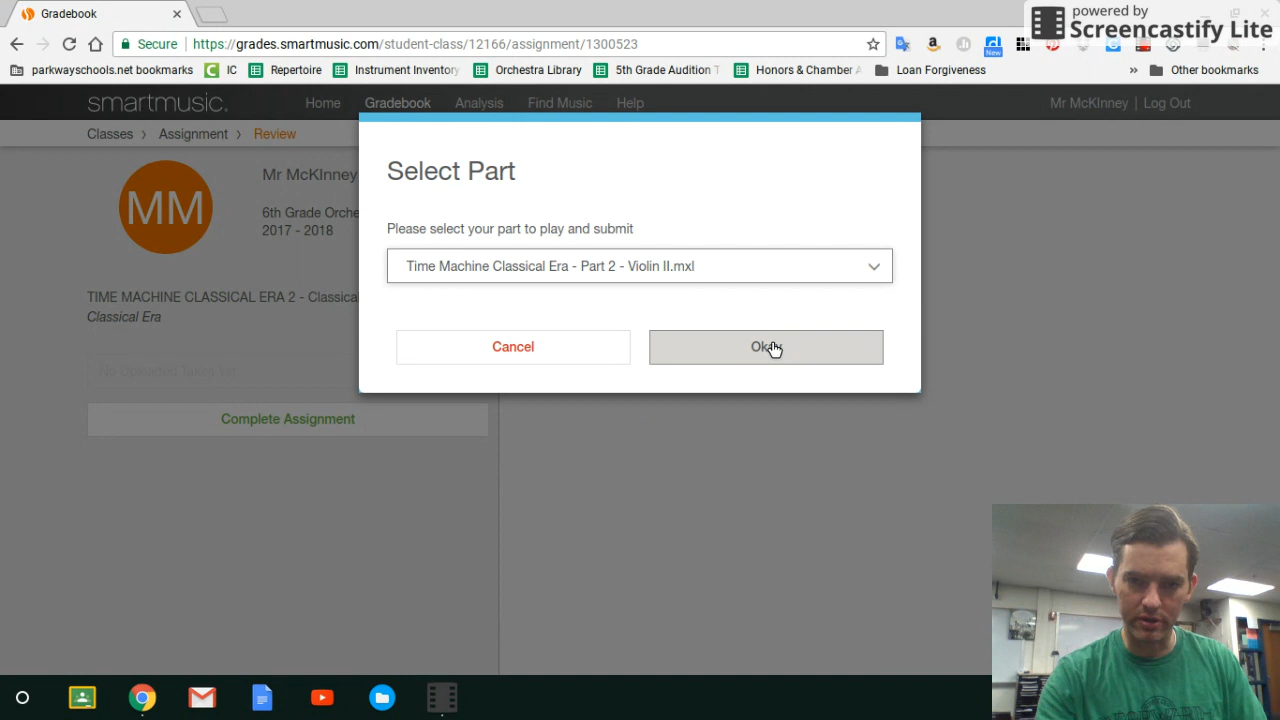 Gradebook
powered by
Screencastify Lite
Secure
https://grades.smartmusic.com/student-class/12166/assignment/1300523
New
parkwayschools.net bookmarks
IC
Repertoire
Instrument Inventory
Orchestra Library
5th Grade Audition T
Honors & Chamber A
Loan Forgiveness
»
Other bookmarks
smartmusic.
Home
Gradebook
Analysis
Find Music
Help
Mr McKinney | Log Out
Classes > Assignment > Review
MM
Mr McKInney
6th Grade Orche
2017 - 2018
TIME MACHINE CLASSICAL ERA 2 - Classica
Classical Era
Complete Assignment
Select Part
Please select your part to play and submit
Time Machine Classical Era - Part 2 - Violin II.mxl
Cancel
Okay